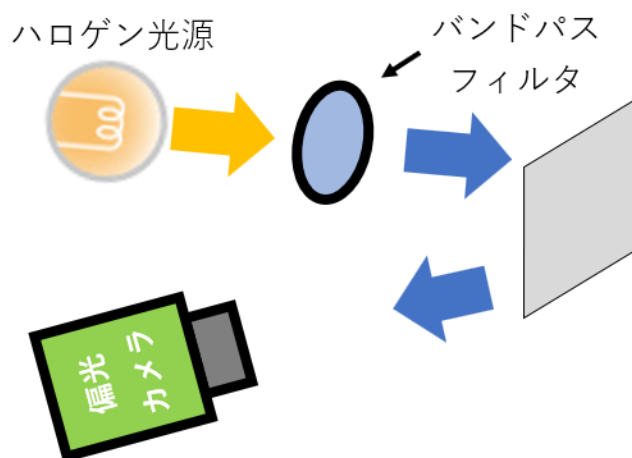 ハロゲン光源
バンドパス
フィルタ
偏光
カメラ